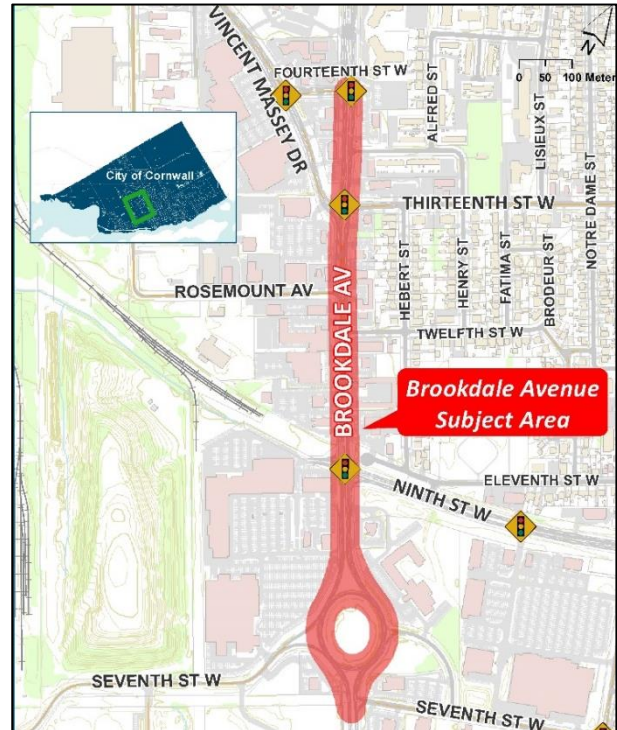 VINCENT MASSEY DR
FOURTEENTH ST W
N
0 50 100 Meter
ALFRED ST
LISIEUX ST
NOTRE DAME ST
City of Cornwall
THIRTEENTH ST W
HEBERT ST
HENRY ST
FATIMA ST
BRODEUR ST
ROSEMOUNT AV
BROOKDALE AV
TWELFTH ST W
Brookdale Avenue
Subject Area
NINTH ST W
ELEVENTH ST W
SEVENTH ST W
SEVENTH ST W